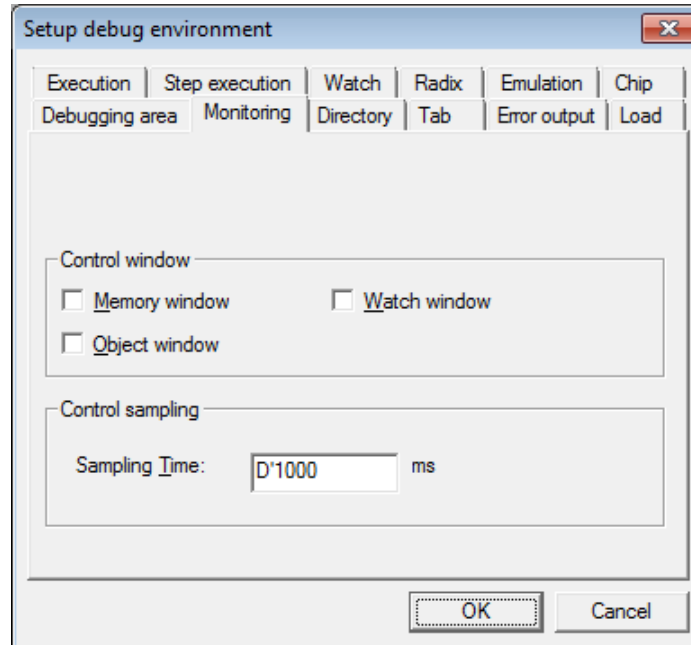 Setup debug environment
Execution Step execution Watch Radix Emulation Chip
Debugging area Monitoring Directory Tab Error output Load
Control window
Memory window Watch window
Object window
Control sampling
Sampling Time: D'1000 ms
OK Cancel